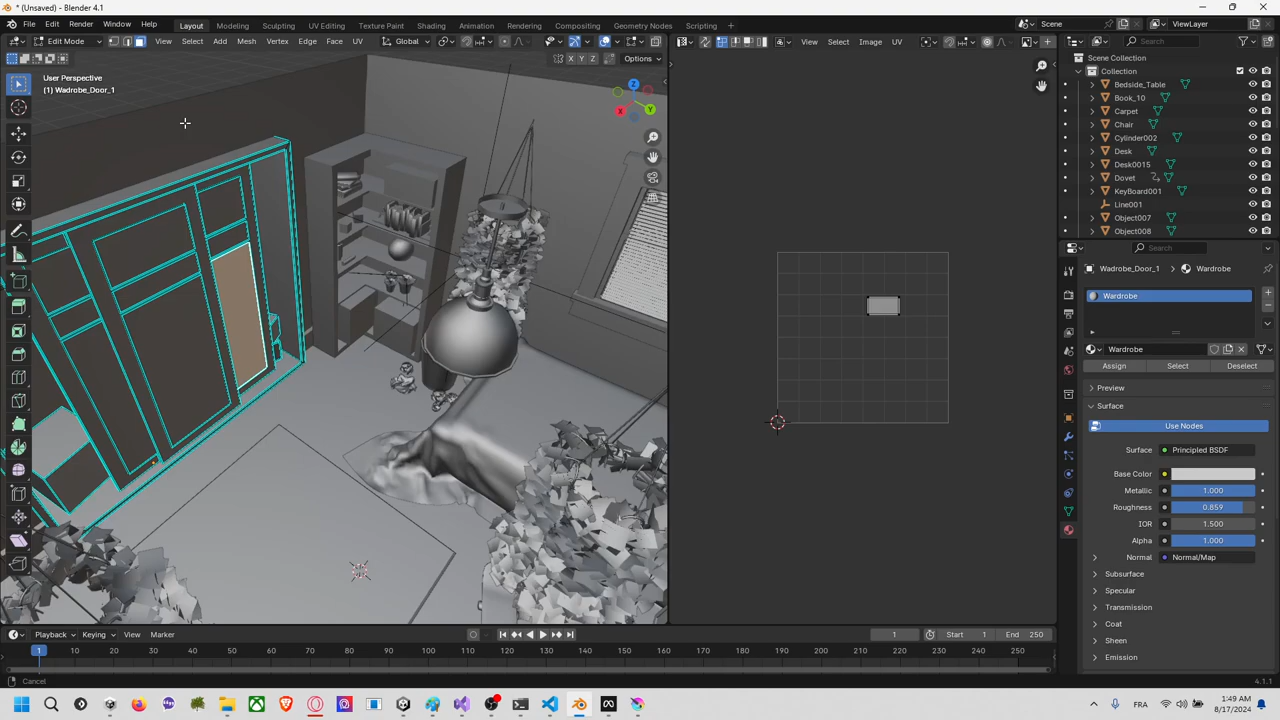 * (Unsaved) - Blender 4.1
File Edit Render Window Help Layout Modeling Sculpting UV Editing Texture Paint Shading Animation Rendering Compositing Geometry Nodes Scripting Scene ViewLayer
Edit Mode View Select Add Mesh Vertex Edge Face UV Global View Select Image UV Search
X Y Z Options
User Perspective
(1) Wadrobe_Door_1
Z
Y
X
Scene Collection
Collection
Bedside_Table
Book_10
Carpet
Chair
Cylinder002
Desk
Desk0015
Dovet
KeyBoard001
Line001
Object007
Object008
Search
Wadrobe_Door_1 Wardrobe
Wardrobe
Wardrobe
Assign Select Deselect
Preview
Surface
Use Nodes
Surface Principled BSDF
Base Color
Metallic 1.000
Roughness 0.859
IOR 1.500
Alpha 1.000
Normal Normal/Map
Subsurface
Specular
Transmission
Coat
Sheen
Emission
Playback Keying View Marker 1 Start 1 End 250
1 10 20 30 40 50 60 70 80 90 100 110 120 130 140 150 160 170 180 190 200 210 220 230 240 250
Cancel 4.1.1
FRA 1:49 AM
8/17/2024